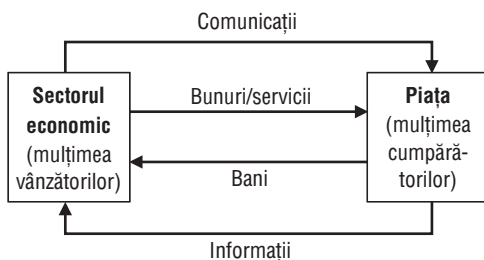 Comunicații
Sectorul
economic
(mulțimea
vânzătorilor)
Bunuri/servicii
Bani
Piața
(mulțimea
cumpără-
torilor)
Informații